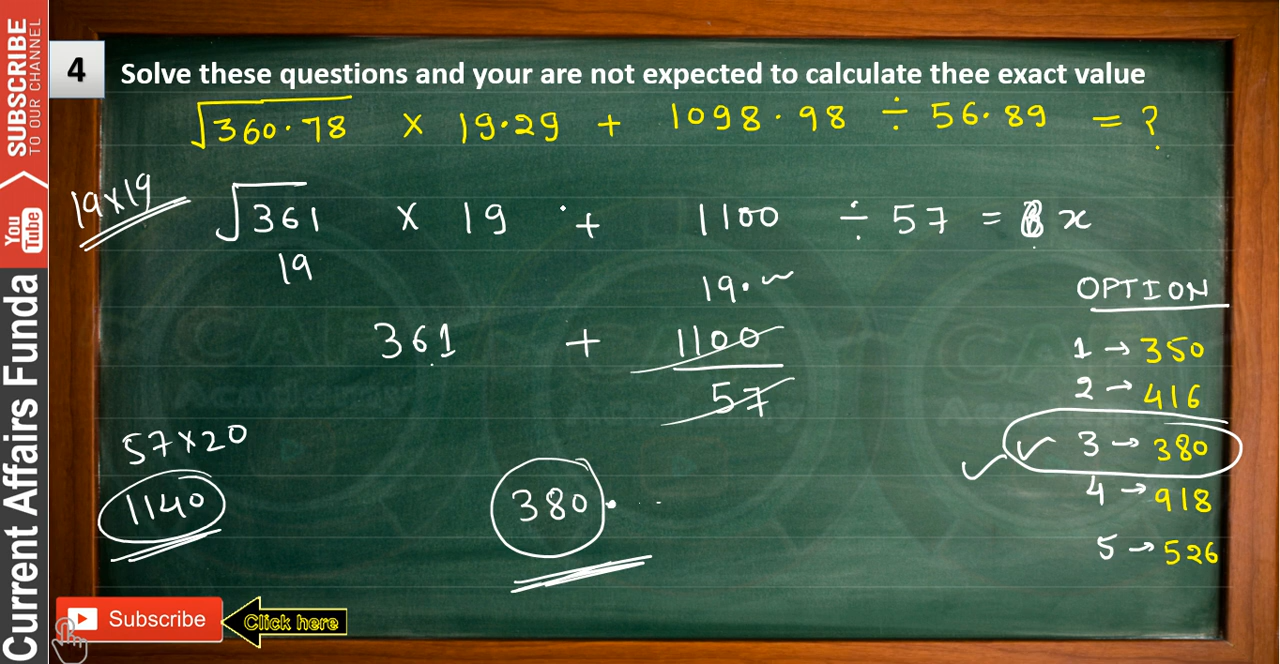 SUBSCRIBE
TO OUR CHANNEL
You Tube
Current Affairs Funda
4
Solve these questions and your are not expected to calculate thee exact value
√360.78 × 19.29 + 1098.98 ÷ 56.89 = ?
19×19
√361 × 19 + 1100 ÷ 57 = x
19
19.
361 + 1100
57
57×20
1140
380.
OPTION
1 → 350
2 → 416
✓ 3 → 380
4 → 918
5 → 526
Subscribe
Click here